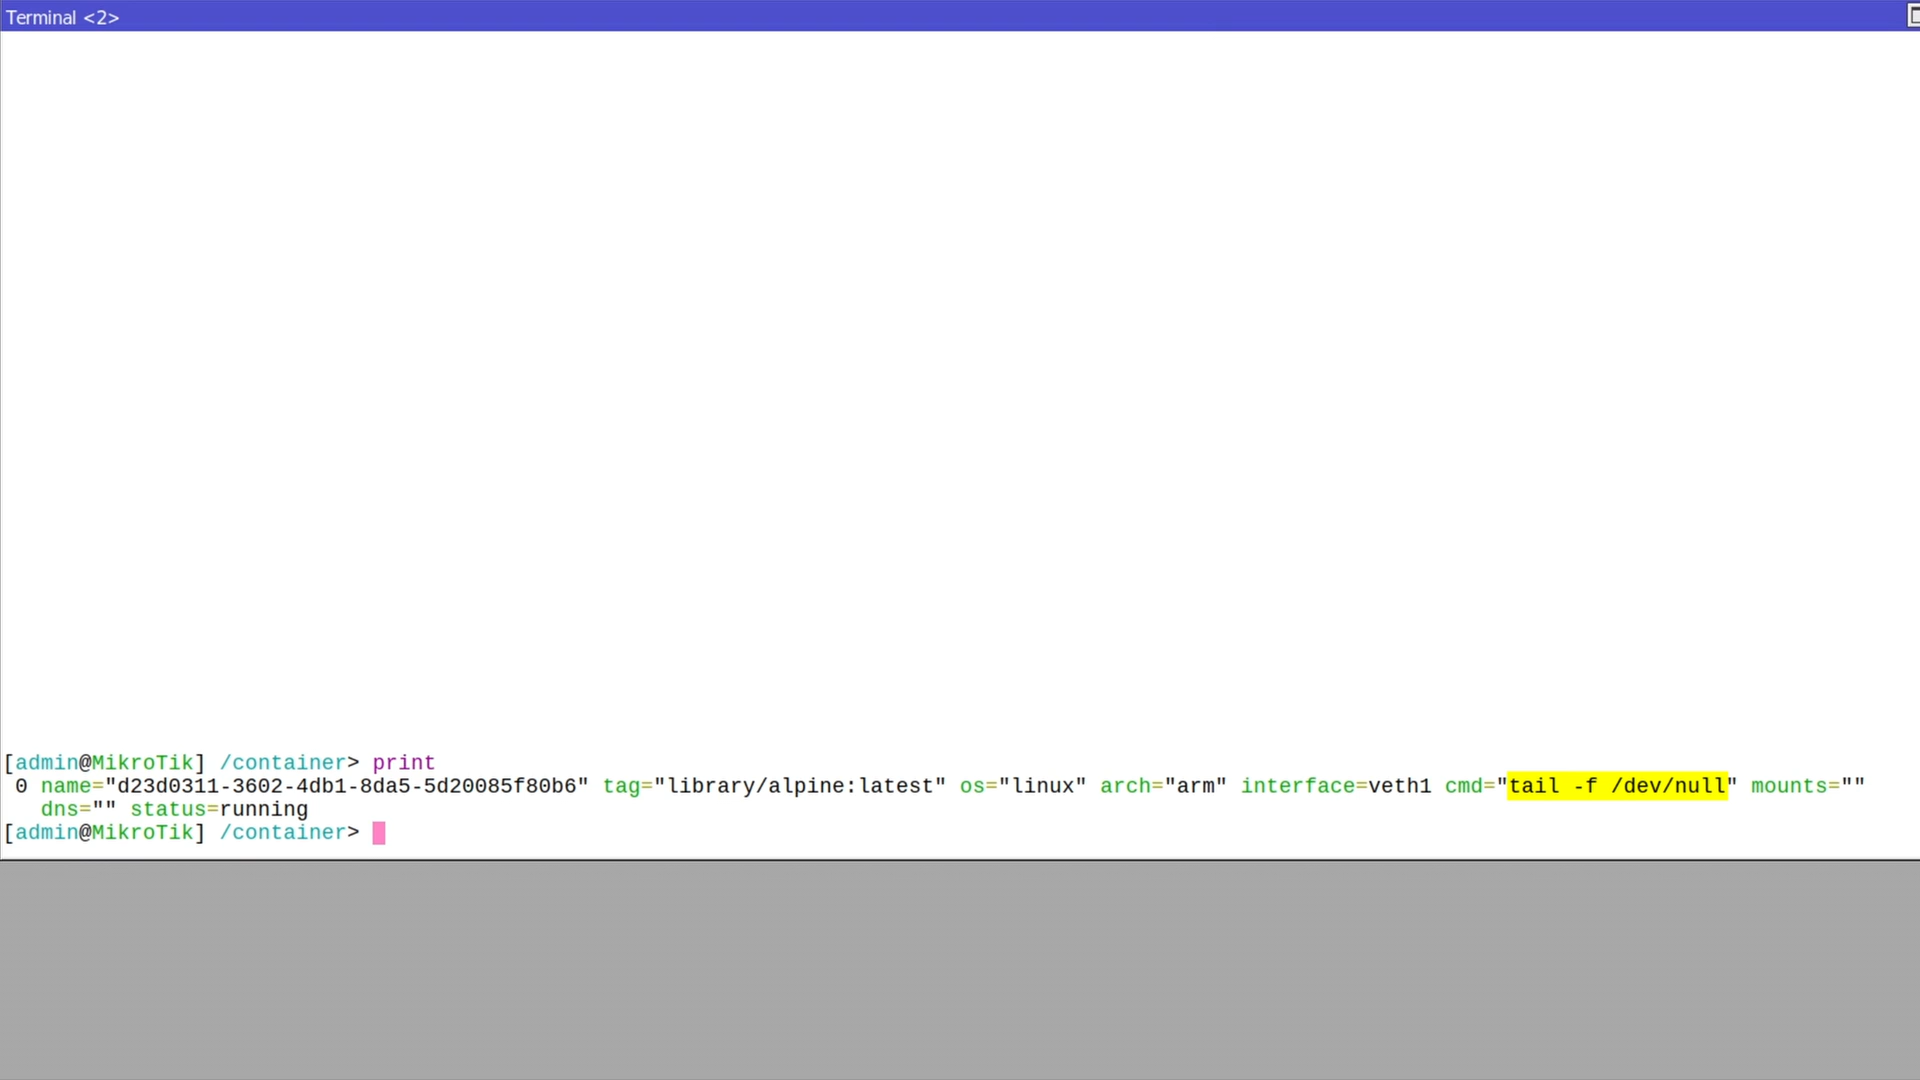 Terminal <2>
[admin@MikroTik] /container> print
 0 name="d23d0311-3602-4db1-8da5-5d20085f80b6" tag="library/alpine:latest" os="linux" arch="arm" interface=veth1 cmd="tail -f /dev/null" mounts=""
   dns="" status=running
[admin@MikroTik] /container>